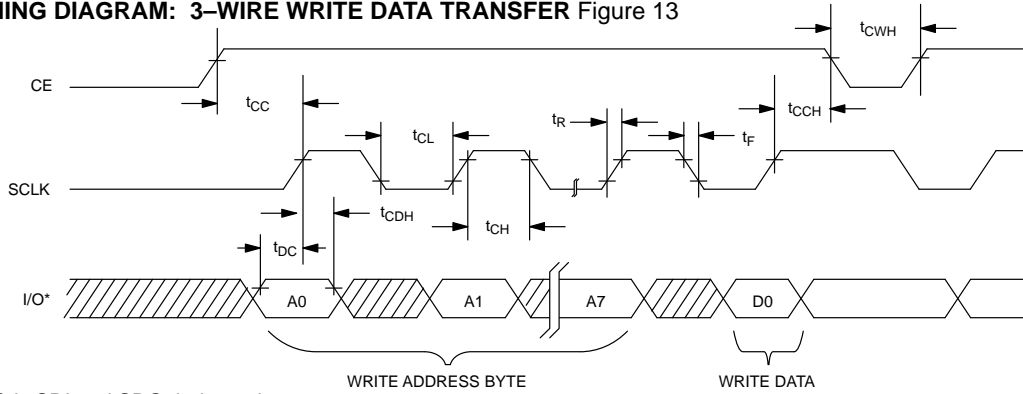 TIMING DIAGRAM: 3–WIRE WRITE DATA TRANSFER Figure 13
tCWH
CE
tCC
tCCH
tR
tF
tCL
SCLK
tCDH
tCH
tDC
I/O*
A0
A1
A7
D0
WRITE ADDRESS BYTE
WRITE DATA